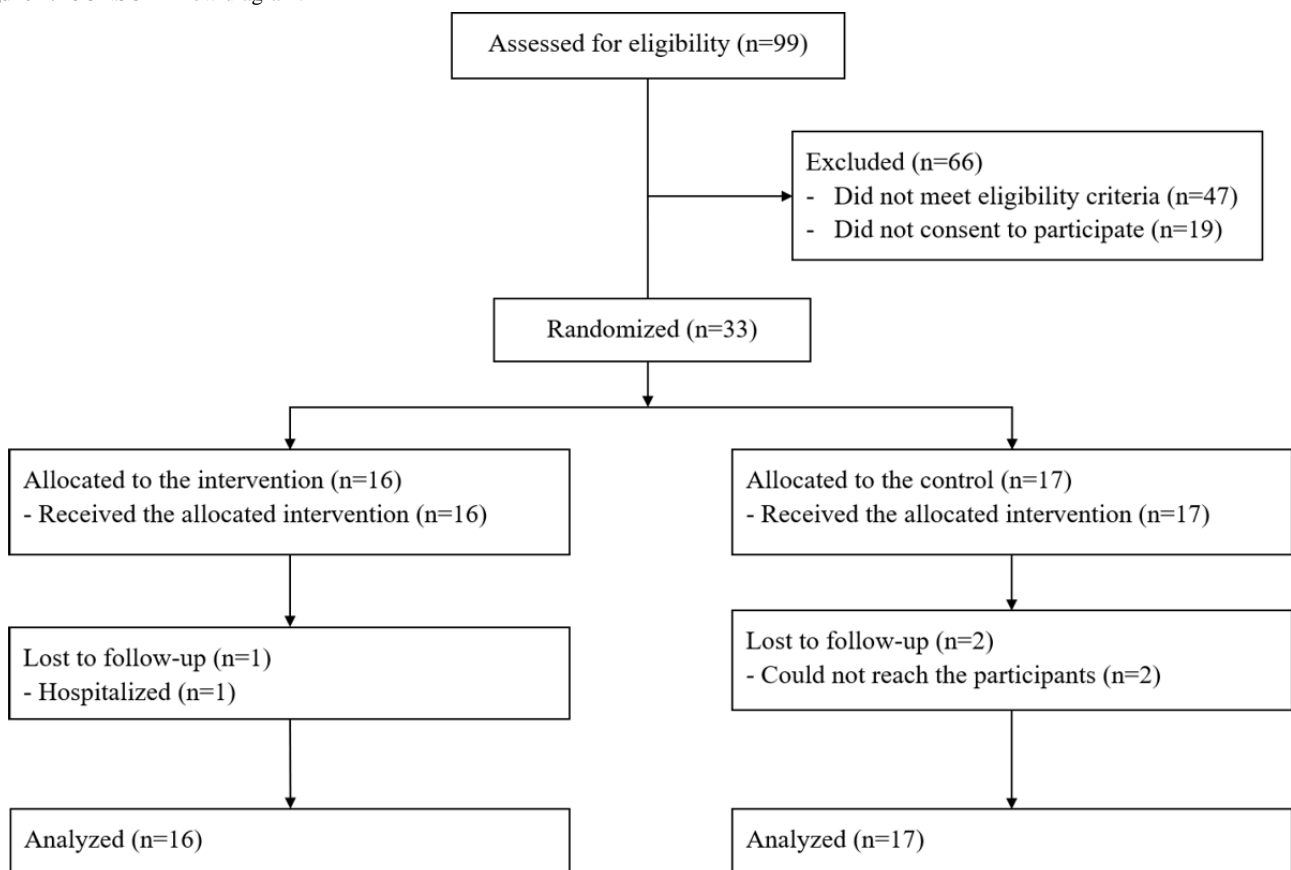 Assessed for eligibility (n=99)
Excluded (n=66)
- Did not meet eligibility criteria (n=47)
- Did not consent to participate (n=19)
Randomized (n=33)
Allocated to the intervention (n=16)
- Received the allocated intervention (n=16)
Allocated to the control (n=17)
- Received the allocated intervention (n=17)
Lost to follow-up (n=1)
- Hospitalized (n=1)
Lost to follow-up (n=2)
- Could not reach the participants (n=2)
Analyzed (n=16)
Analyzed (n=17)